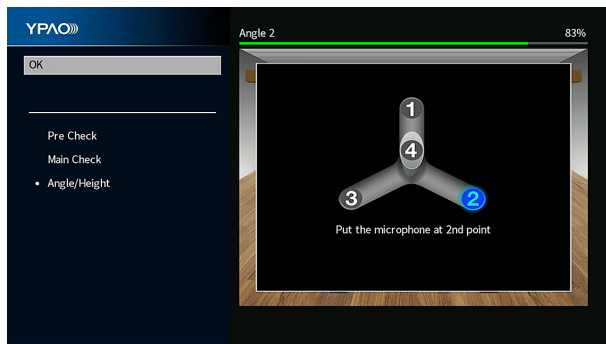 YPAO
Angle 2
83%
OK
Pre Check
Main Check
• Angle/Height
1
4
3
2
Put the microphone at 2nd point